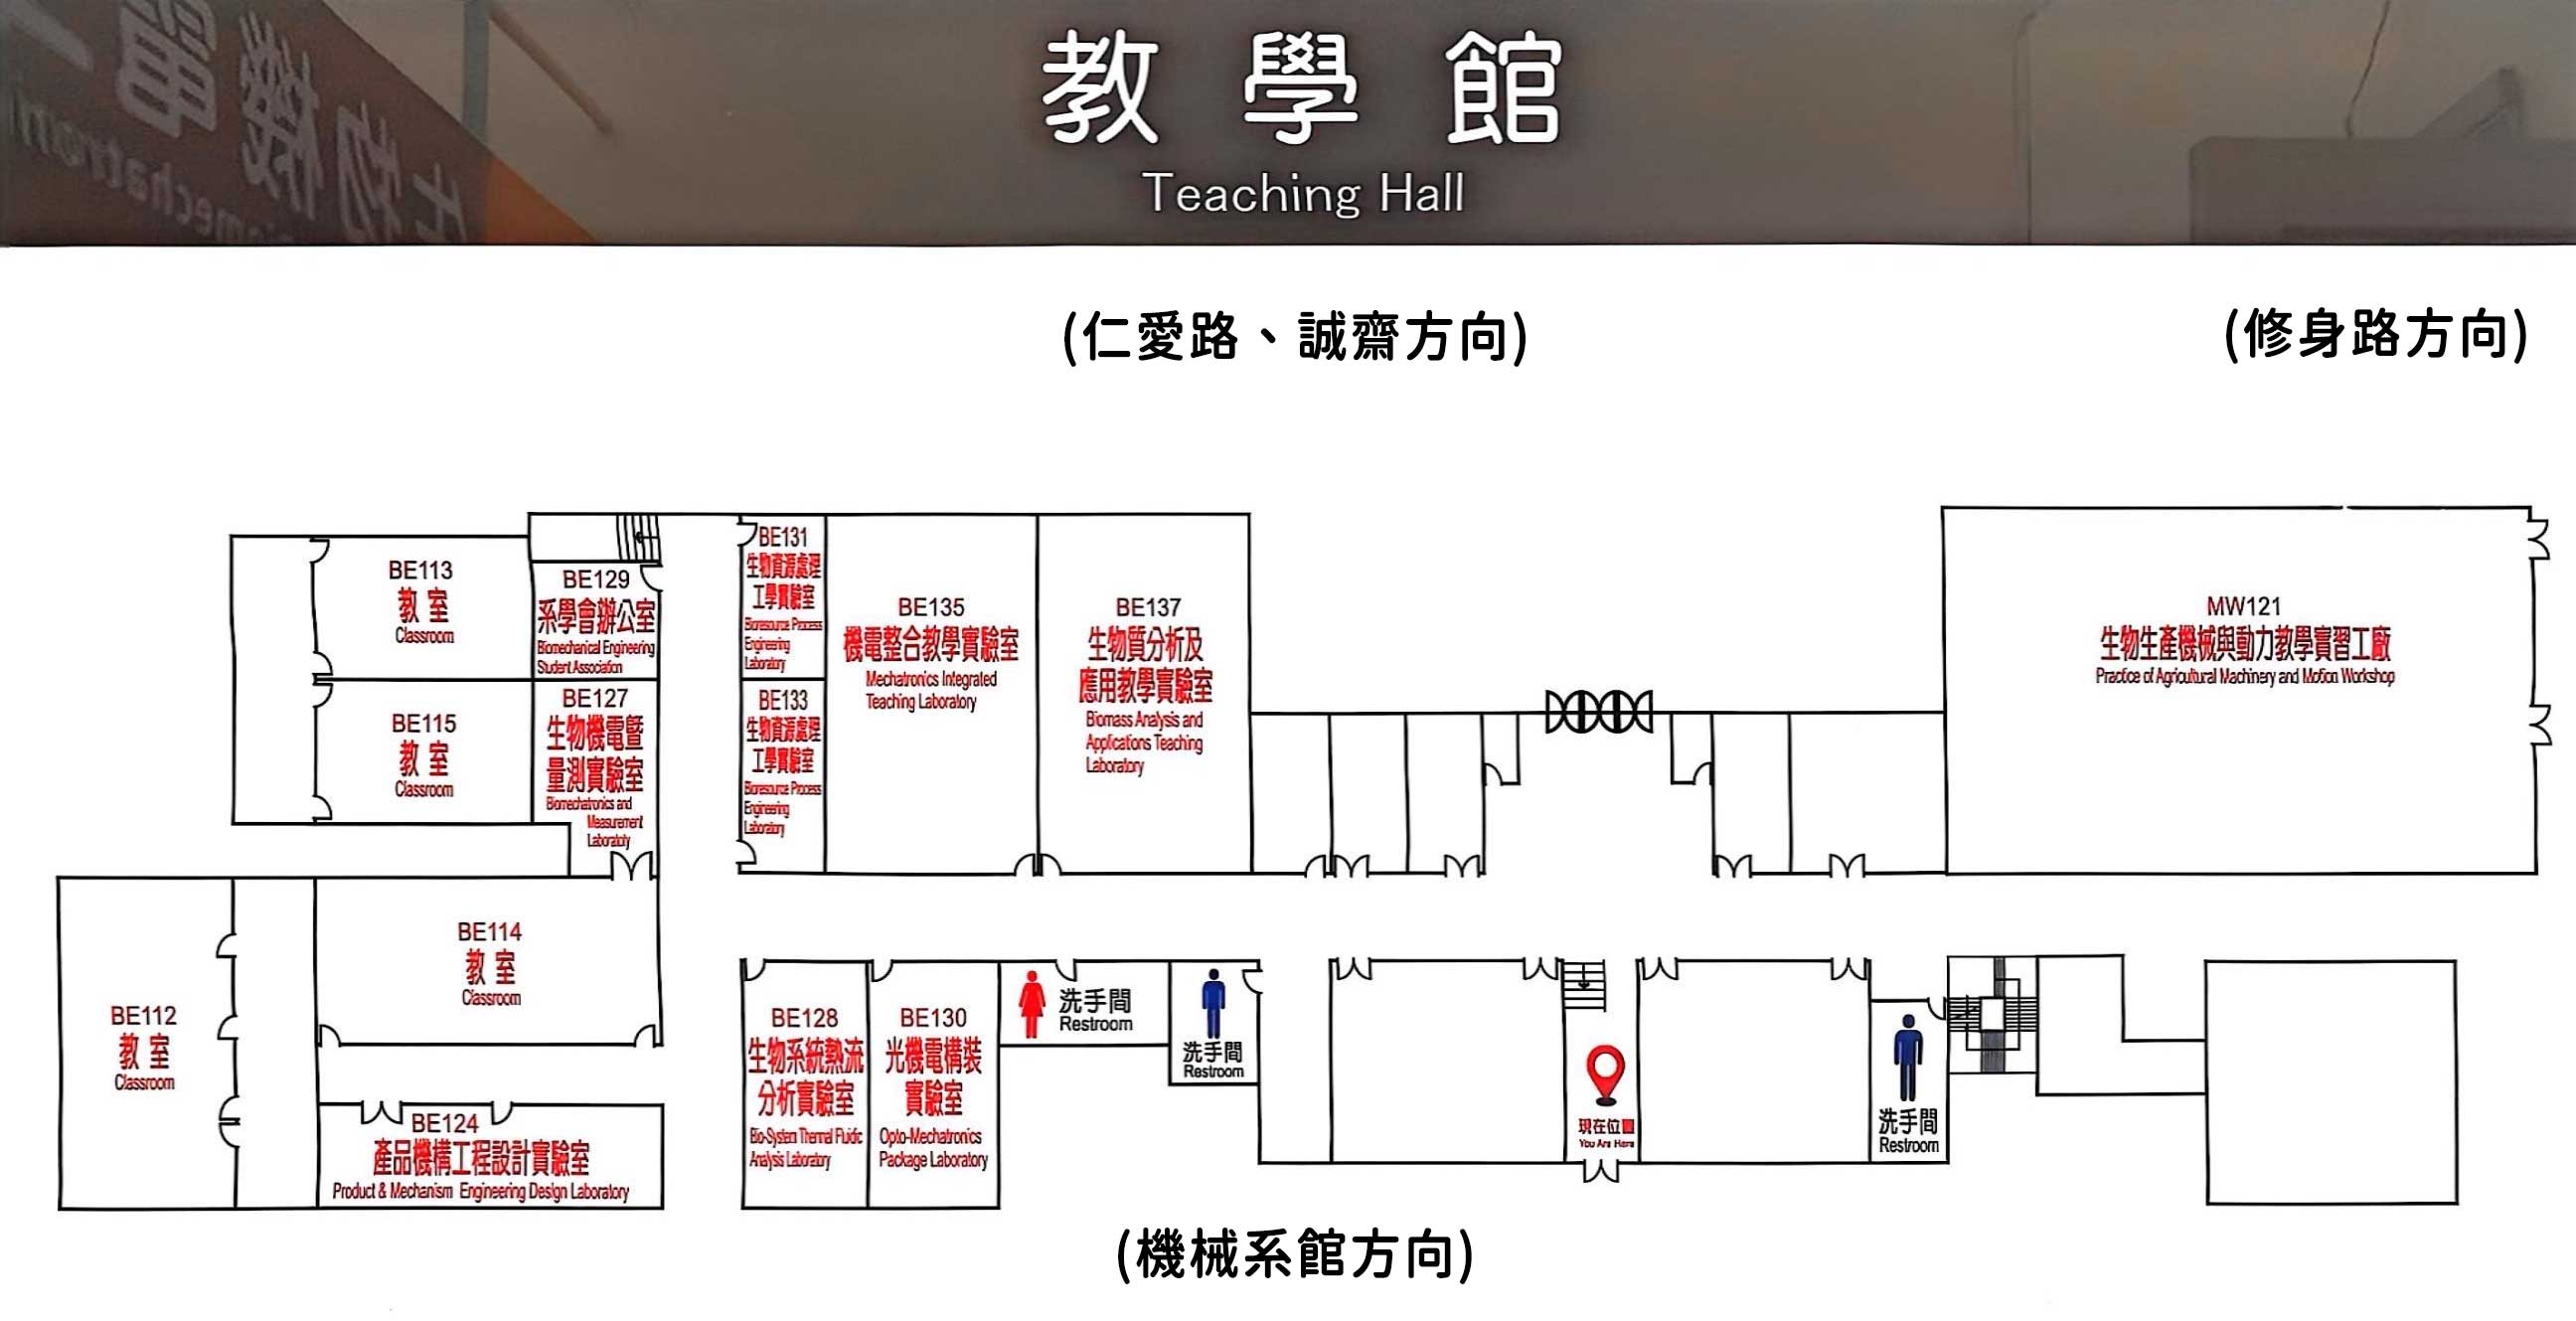 教學館
Teaching Hall
(仁愛路、誠齋方向)
(修身路方向)
BE113
教室
Classroom
BE129
系學會辦公室
Biomechanical Engineering
Student Association
BE131
生物資源處理
工學實驗室
Bioresource Process
Engineering
Laboratory
BE135
機電整合教學實驗室
Mechatronics Integrated
Teaching Laboratory
BE137
生物質分析及
應用教學實驗室
Biomass Analysis and
Applications Teaching
Laboratory
MW121
生物生產機械與動力教學實習工廠
Practice of Agricultural Machinery and Motion Workshop
BE115
教室
Classroom
BE127
生物機電暨
量測實驗室
Biomechatronics and
Measurement
Laboratoty
BE133
生物資源處理
工學實驗室
Bioresource Process
Engineering
Laboratory
BE112
教室
Classroom
BE114
教室
Classroom
BE124
產品機構工程設計實驗室
Product & Mechanism Engineering Design Laboratory
BE128
生物系統熱流
分析實驗室
Bio-System Thermal Fluidic
Analysis Laboratory
BE130
光機電構裝
實驗室
Opto-Mechatronics
Package Laboratory
洗手間
Restroom
洗手間
Restroom
現在位置
You Are Here
洗手間
Restroom
(機械系館方向)